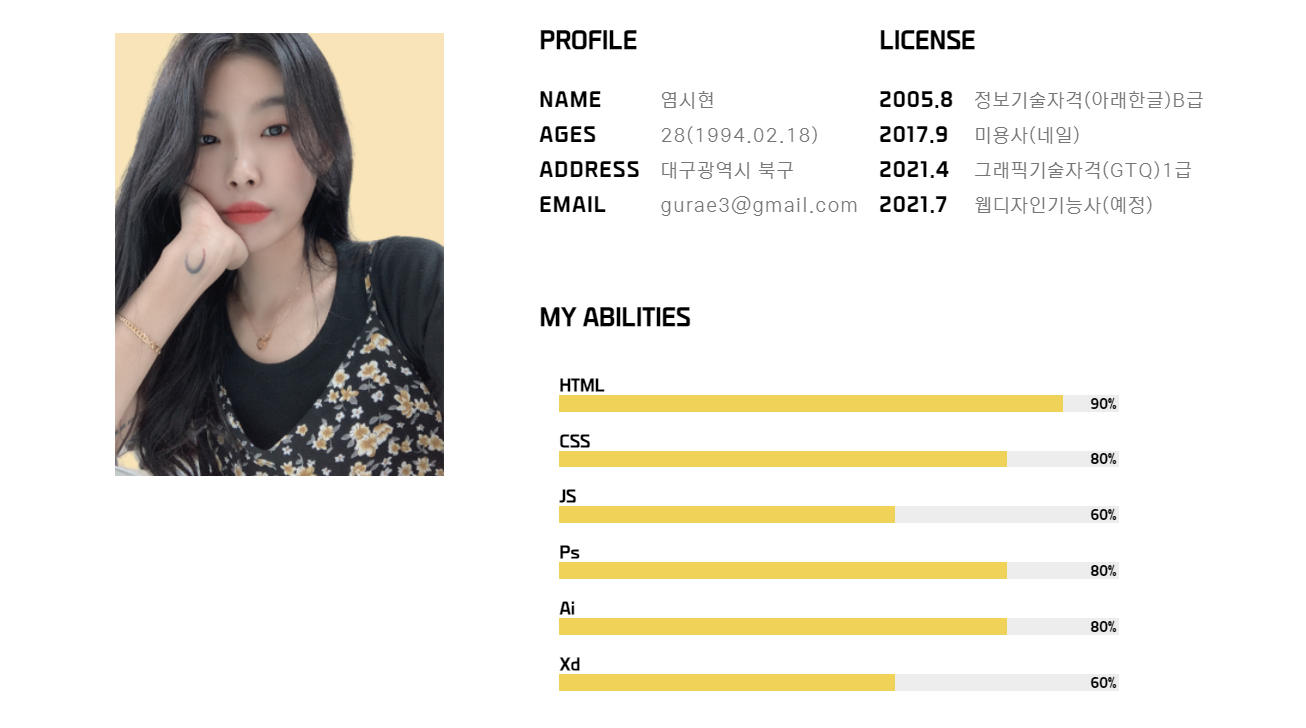 PROFILE
NAME 염시현
AGES 28(1994.02.18)
ADDRESS 대구광역시 북구
EMAIL gurae3@gmail.com
LICENSE
2005.8 정보기술자격(아래한글)B급
2017.9 미용사(네일)
2021.4 그래픽기술자격(GTQ)1급
2021.7 웹디자인기능사(예정)
MY ABILITIES
HTML
90%
CSS
80%
JS
60%
Ps
80%
Ai
80%
Xd
60%